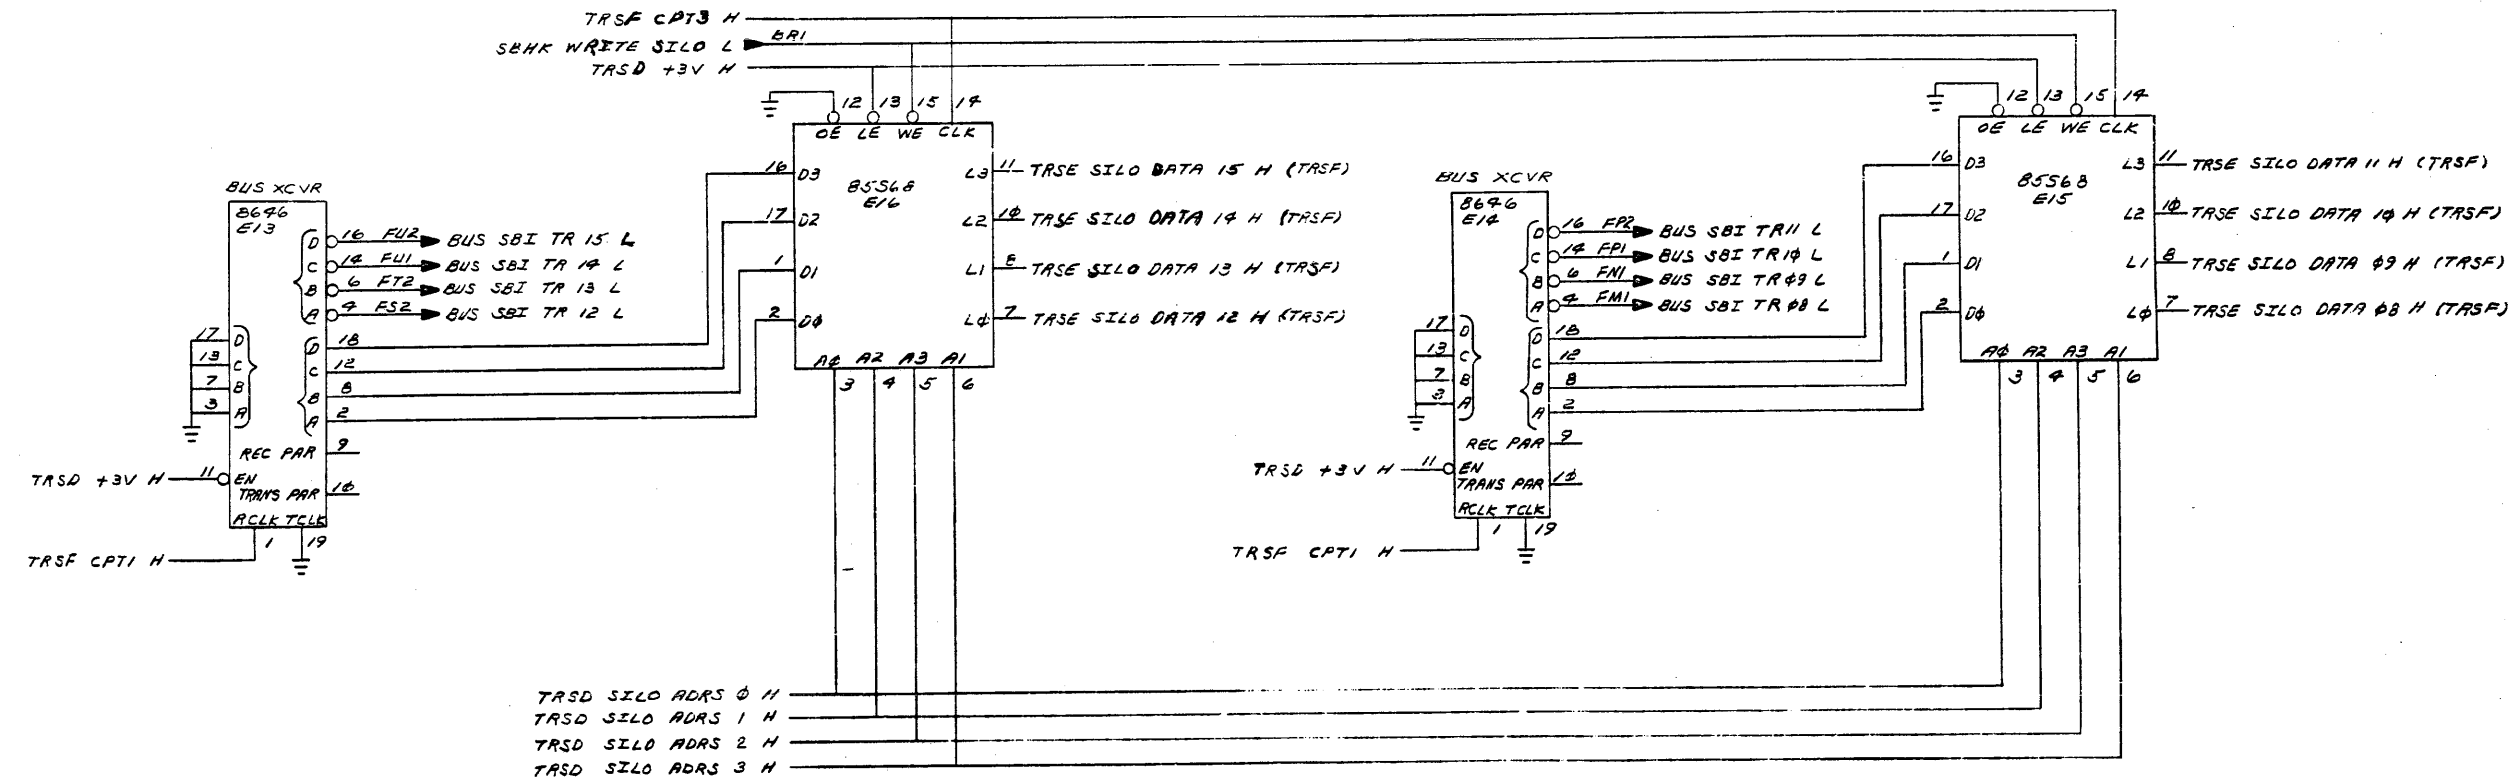 TRSF CPT3 H
SBHK WRITE SILO L BR1
TRSD +3V H
12 13 15 14
OE LE WE CLK
85S68
E16
16 D3
17 D2
1 D1
2 DØ
L3 11 TRSE SILO DATA 15 H (TRSF)
L2 1Ø TRSE SILO DATA 14 H (TRSF)
L1 8 TRSE SILO DATA 13 H (TRSF)
LØ 7 TRSE SILO DATA 12 H (TRSF)
AØ A2 A3 A1
3 4 5 6
BUS XCVR
8646
E13
D 16 FU2 BUS SBI TR 15 L
C 14 FU1 BUS SBI TR 14 L
B 6 FT2 BUS SBI TR 13 L
A 4 FS2 BUS SBI TR 12 L
17 D
13 C
7 B
3 A
D 18
C 12
B 8
A 2
REC PAR 9
TRSD +3V H 11 EN
TRANS PAR 1Ø
RCLK TCLK
1 19
TRSF CPT1 H
12 13 15 14
OE LE WE CLK
85S68
E15
16 D3
17 D2
1 D1
2 DØ
L3 11 TRSE SILO DATA 11 H (TRSF)
L2 1Ø TRSE SILO DATA 1Ø H (TRSF)
L1 8 TRSE SILO DATA Ø9 H (TRSF)
LØ 7 TRSE SILO DATA Ø8 H (TRSF)
AØ A2 A3 A1
3 4 5 6
BUS XCVR
8646
E14
D 16 FP2 BUS SBI TR11 L
C 14 FP1 BUS SBI TR1Ø L
B 6 FN1 BUS SBI TRØ9 L
A 4 FM1 BUS SBI TRØ8 L
17 D
13 C
7 B
3 A
D 18
C 12
B 8
A 2
REC PAR 9
TRSD +3V H 11 EN
TRANS PAR 1Ø
RCLK TCLK
1 19
TRSF CPT1 H
TRSD SILO ADRS Ø H
TRSD SILO ADRS 1 H
TRSD SILO ADRS 2 H
TRSD SILO ADRS 3 H